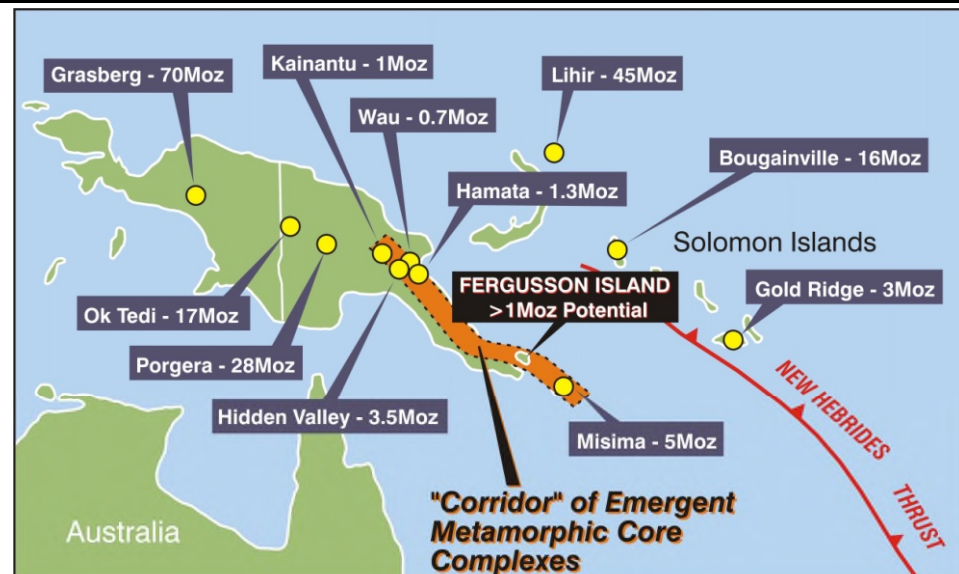 Grasberg - 70Moz
Kainantu - 1Moz
Lihir - 45Moz
Wau - 0.7Moz
Bougainville - 16Moz
Hamata - 1.3Moz
Solomon Islands
FERGUSSON ISLAND
>1Moz Potential
Gold Ridge - 3Moz
Ok Tedi - 17Moz
Porgera - 28Moz
Hidden Valley - 3.5Moz
NEW HEBRIDES
THRUST
Misima - 5Moz
"Corridor" of Emergent
Metamorphic Core
Complexes
Australia